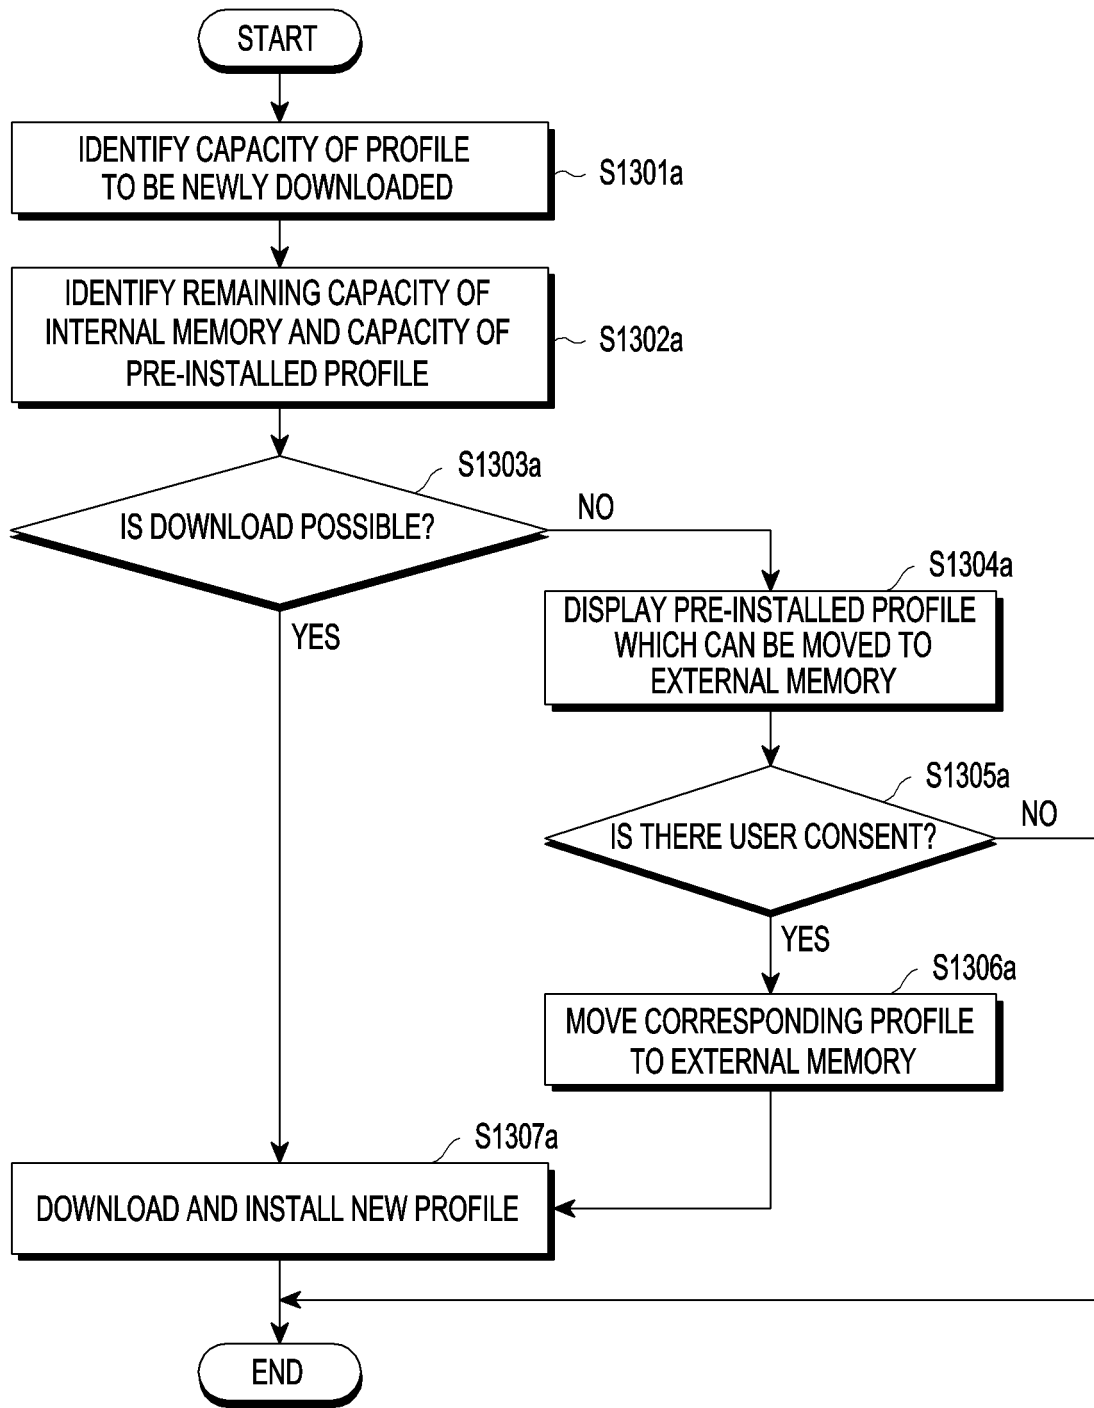 START
IDENTIFY CAPACITY OF PROFILE
TO BE NEWLY DOWNLOADED
S1301a
IDENTIFY REMAINING CAPACITY OF
INTERNAL MEMORY AND CAPACITY OF
PRE-INSTALLED PROFILE
S1302a
S1303a
IS DOWNLOAD POSSIBLE?
NO
YES
S1304a
DISPLAY PRE-INSTALLED PROFILE
WHICH CAN BE MOVED TO
EXTERNAL MEMORY
S1305a
IS THERE USER CONSENT?
NO
YES
S1306a
MOVE CORRESPONDING PROFILE
TO EXTERNAL MEMORY
S1307a
DOWNLOAD AND INSTALL NEW PROFILE
END